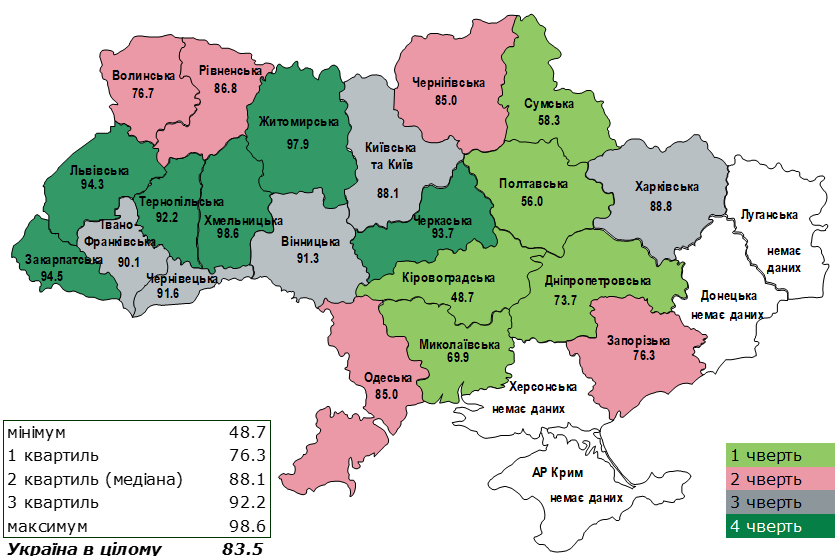 Волинська
76.7
Рівненська
86.8
Житомирська
97.9
Київська
та Київ
88.1
Чернігівська
85.0
Сумська
58.3
Львівська
94.3
Тернопільська
92.2
Хмельницька
98.6
Івано
Франківська
90.1
Закарпатська
94.5
Чернівецька
91.6
Вінницька
91.3
Черкаська
93.7
Полтавська
56.0
Харківська
88.8
Луганська
немає
даних
Донецька
немає даних
Кіровоградська
48.7
Дніпропетровська
73.7
Запорізька
76.3
Миколаївська
69.9
Одеська
85.0
Херсонська
немає даних
АР Крим
немає даних
мінімум 48.7
1 квартиль 76.3
2 квартиль (медіана) 88.1
3 квартиль 92.2
максимум 98.6
Україна в цілому 83.5
1 чверть
2 чверть
3 чверть
4 чверть